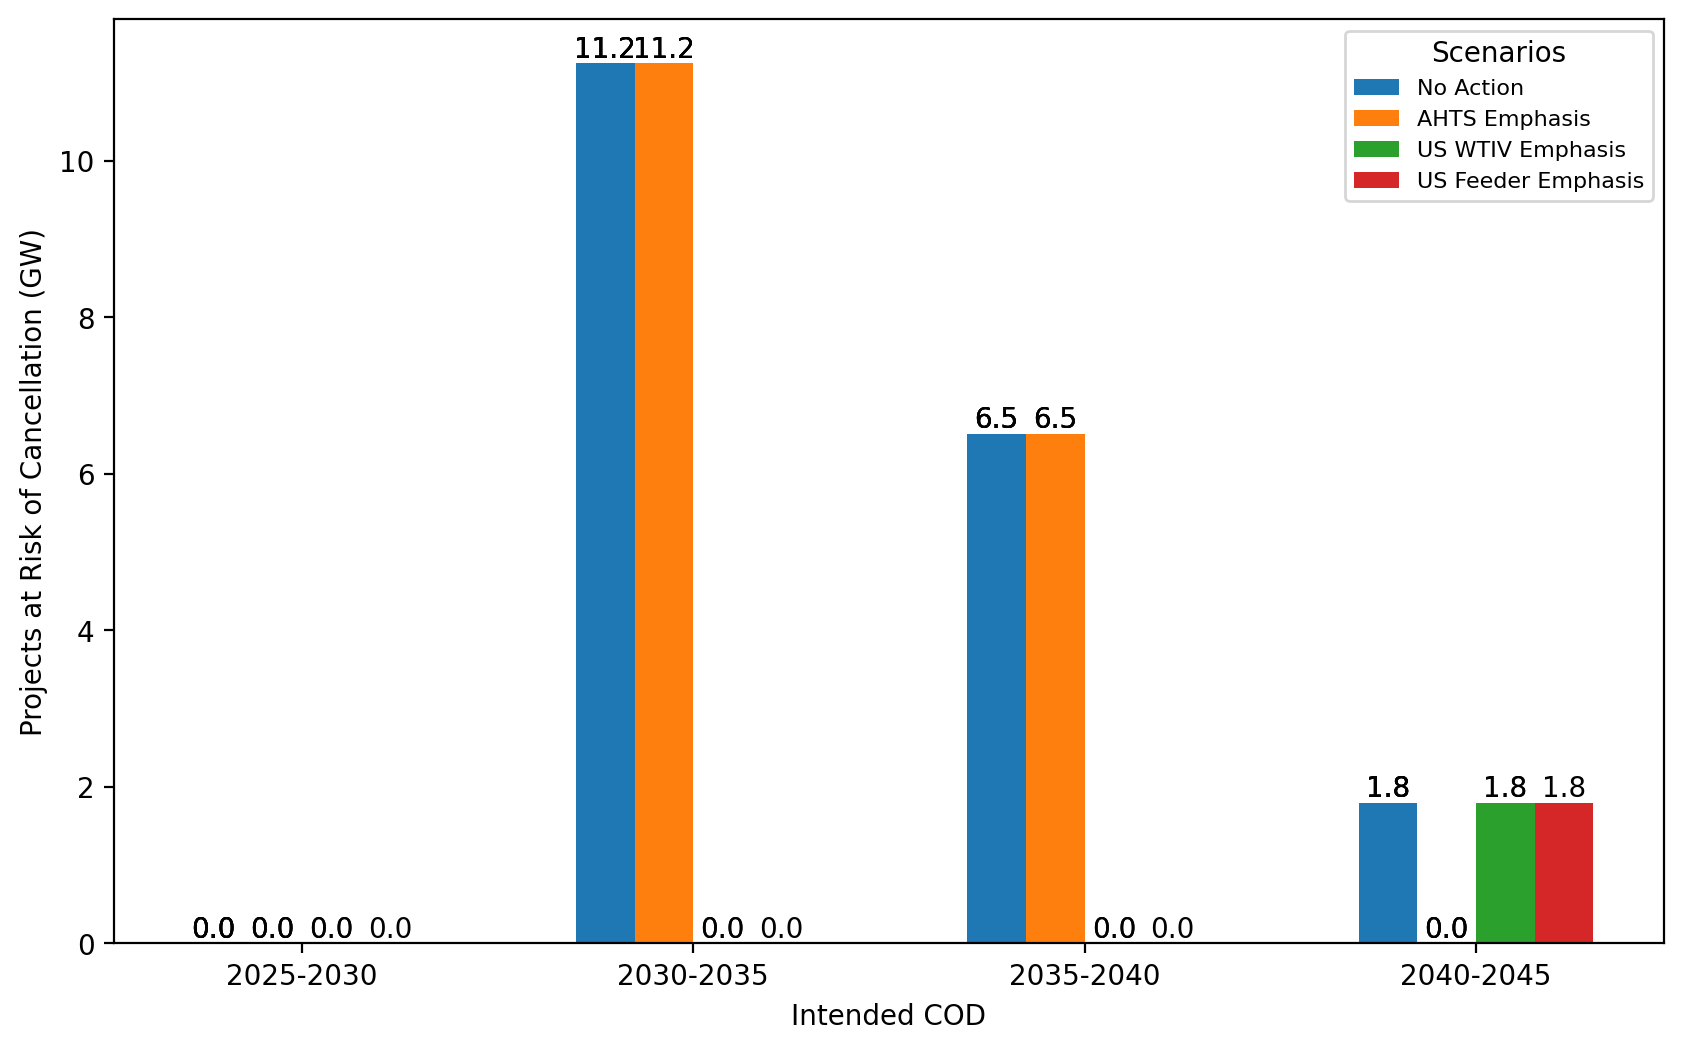 11.2 11.2
Scenarios
No Action
AHTS Emphasis
US WTIV Emphasis
US Feeder Emphasis
Projects at Risk of Cancellation (GW)
10
8
6
4
2
0
6.5 6.5
1.8 1.8 1.8
0.0 0.0 0.0 0.0 0.0 0.0 0.0 0.0 0.0
2025-2030 2030-2035 2035-2040 2040-2045
Intended COD